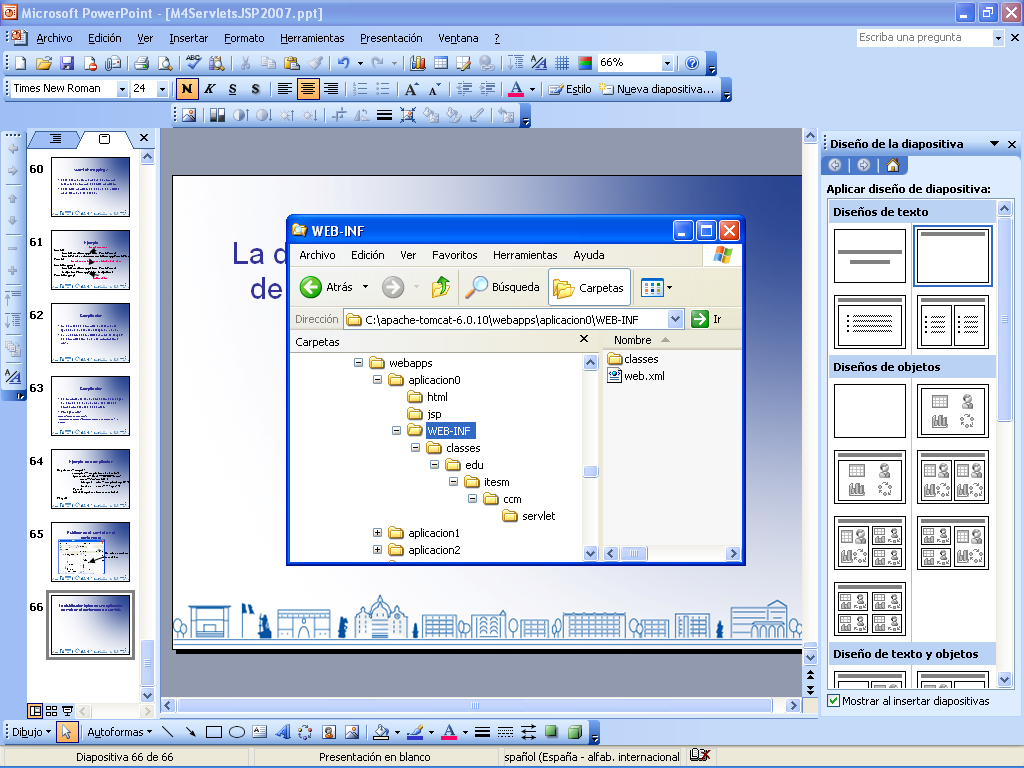 Microsoft PowerPoint - [M4ServletsJSP2007.ppt]
Archivo Edición Ver Insertar Formato Herramientas Presentación Ventana ?
Escriba una pregunta
66%
Times New Roman 24 N K S S
A A A Estilo Nueva diapositiva...
60
61
62
63
64
65
66
La d
de
WEB-INF
Archivo Edición Ver Favoritos Herramientas Ayuda
Atrás Búsqueda Carpetas
Dirección C:\apache-tomcat-6.0.10\webapps\aplicacion0\WEB-INF Ir
Carpetas
webapps
aplicacion0
html
jsp
WEB-INF
classes
edu
itesm
ccm
servlet
aplicacion1
aplicacion2
Nombre
classes
web.xml
Diseño de la diapositiva
Aplicar diseño de diapositiva:
Diseños de texto
Diseños de objetos
Diseños de texto y objetos
Mostrar al insertar diapositivas
Dibujo Autoformas
Diapositiva 66 de 66 Presentación en blanco spañol (España - alfab. internacional